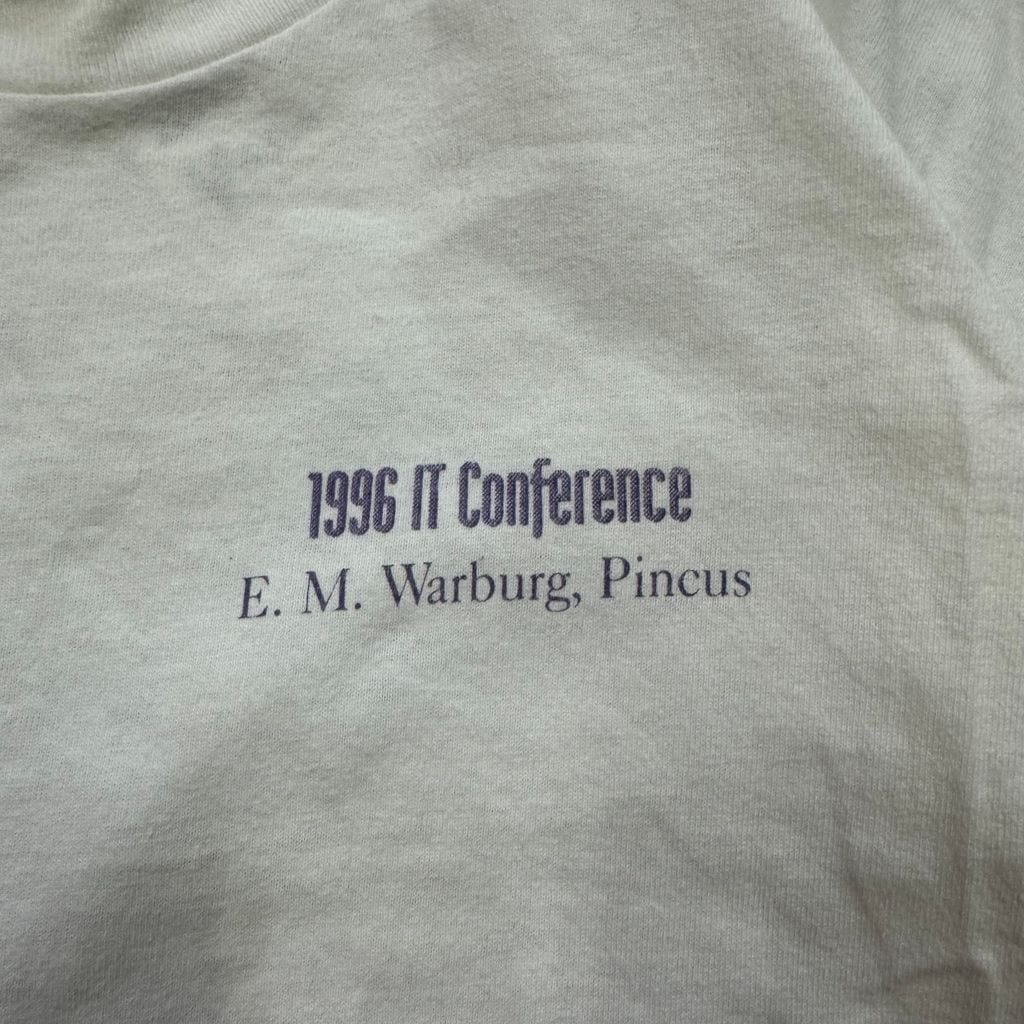 1996 IT Conference
E. M. Warburg, Pincus